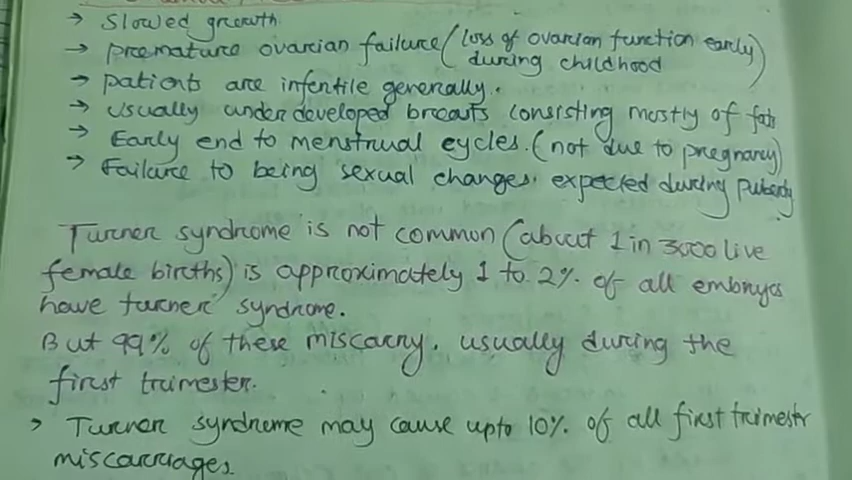 → Slowed growth
→ Premature ovarian failure (loss of ovarian function early during childhood)
→ patients are infentile generally.
→ usually under developed breasts consisting mostly of fats
→ Early end to menstrual cycles. (not due to pregnancy)
→ Failure to being sexual changes. expected during puberty
Turner syndrome is not common (about 1 in 3000 live
female births) is approximately 1 to 2% of all embryos
have turner syndrome.
But 99% of these miscarry. usually during the
first trimester.
> Turner syndrome may cause upto 10% of all first trimester
miscarriages.